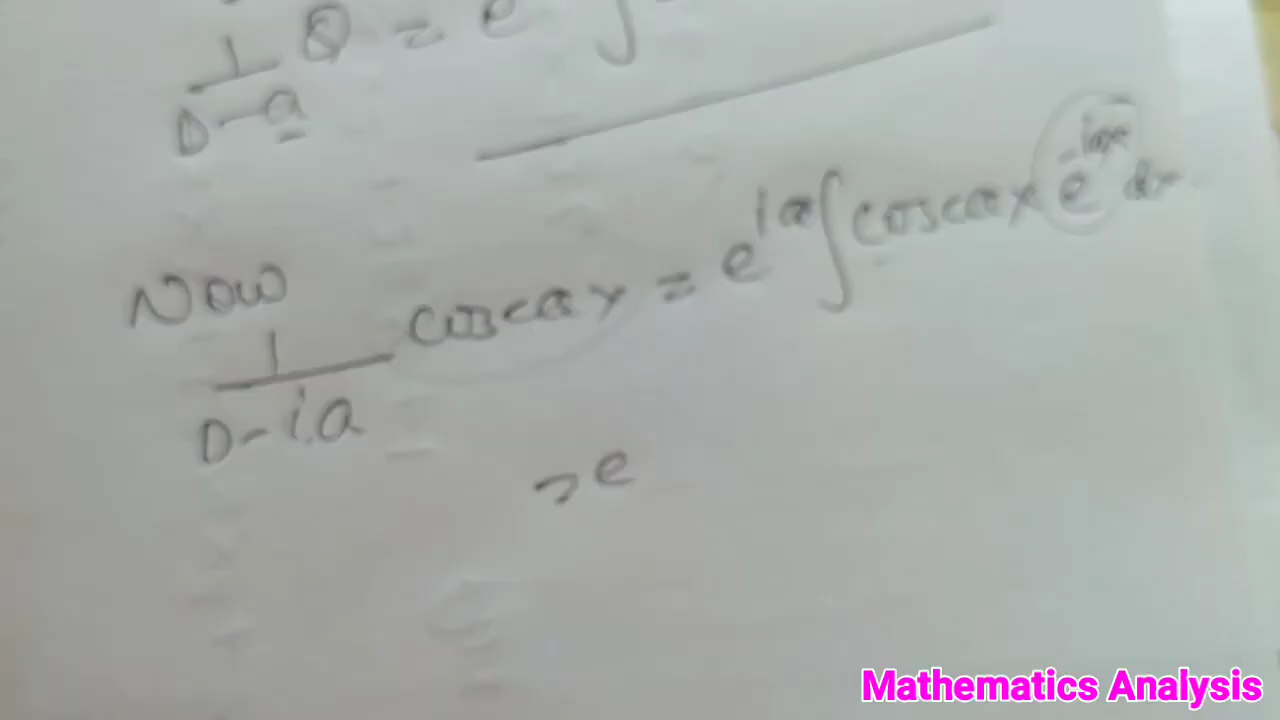 1/D-a Q = e ∫
Now
1/D-ia cosecax = e^iax ∫ cosecax e^-iax dx
= e
Mathematics Analysis